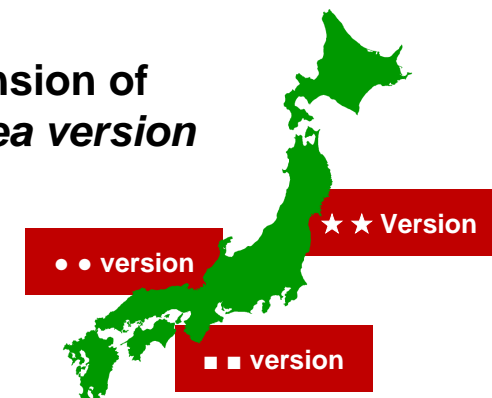 nsion of
ea version
★ ★ Version
● ● version
■ ■ version